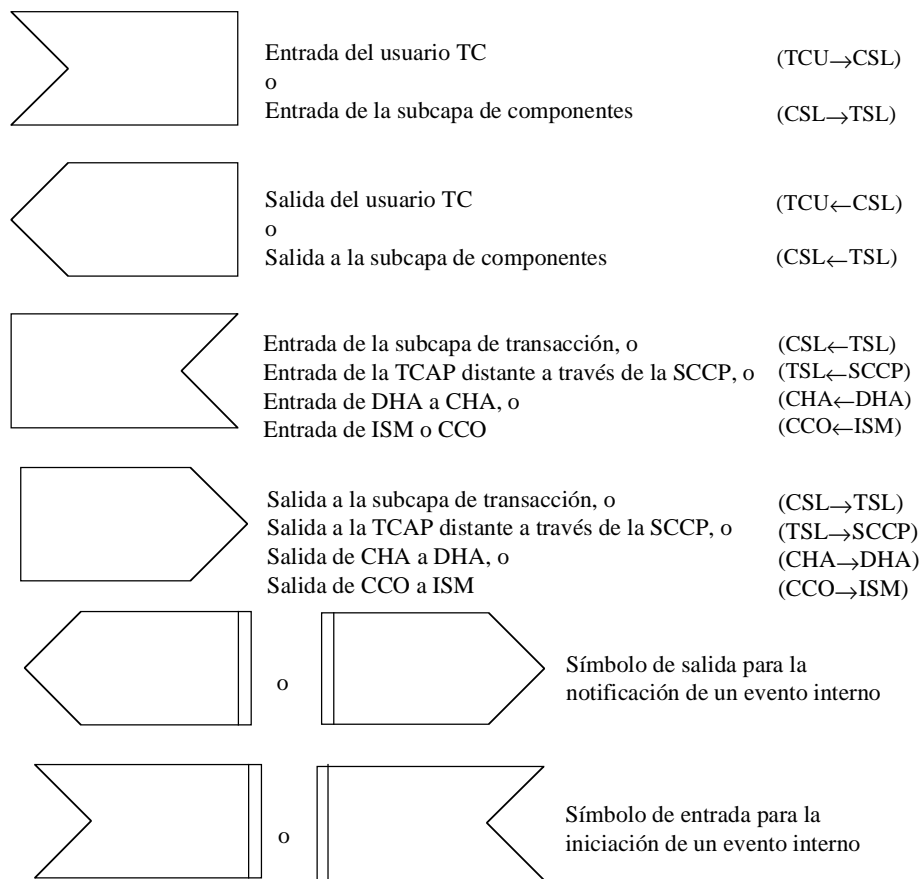 Entrada del usuario TC (TCU→CSL)
o
Entrada de la subcapa de componentes (CSL→TSL)
Salida del usuario TC (TCU←CSL)
o
Salida a la subcapa de componentes (CSL←TSL)
Entrada de la subcapa de transacción, o (CSL←TSL)
Entrada de la TCAP distante a través de la SCCP, o (TSL←SCCP)
Entrada de DHA a CHA, o (CHA←DHA)
Entrada de ISM o CCO (CCO←ISM)
Salida a la subcapa de transacción, o (CSL→TSL)
Salida a la TCAP distante a través de la SCCP, o (TSL→SCCP)
Salida de CHA a DHA, o (CHA→DHA)
Salida de CCO a ISM (CCO→ISM)
o
Símbolo de salida para la
notificación de un evento interno
o
Símbolo de entrada para la
iniciación de un evento interno